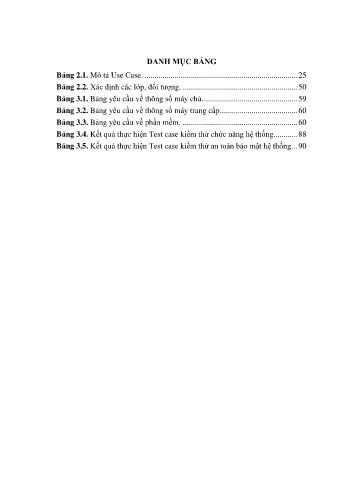 DANH MỤC BẢNG
Bảng 2.1. Mô tả Use Case. ............................................................................ 25
Bảng 2.2. Xác định các lớp, đối tượng. ......................................................... 50
Bảng 3.1. Bảng yêu cầu về thông số máy chủ. .............................................. 59
Bảng 3.2. Bảng yêu cầu về thông số máy trang cấp....................................... 60
Bảng 3.3. Bảng yêu cầu về phần mềm. ......................................................... 60
Bảng 3.4. Kết quả thực hiện Test case kiểm thử chức năng hệ thống............ 88
Bảng 3.5. Kết quả thực hiện Test case kiểm thử an toàn bảo mật hệ thống... 90